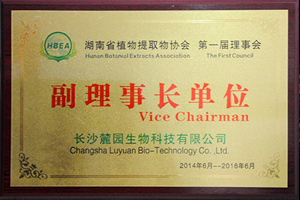 HBEA
湖南省植物提取物协会 第一届理事会
Hunan Botanical Extracts Association The First Council
副理事长单位
Vice Chairman
长沙麓园生物科技有限公司
Changsha Luyuan Bio-Technology Co.,Ltd.
2014年6月--2018年6月